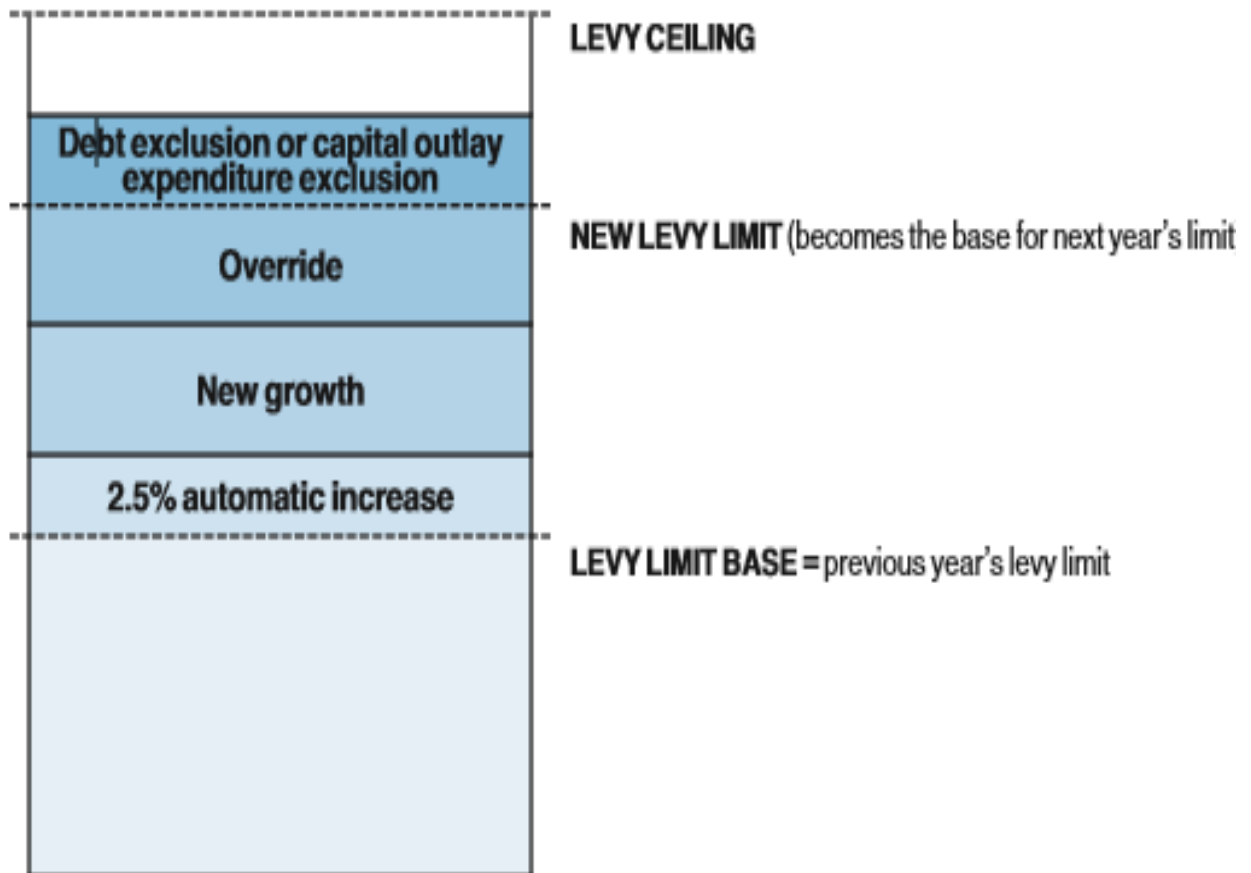 LEVY CEILING
Debt exclusion or capital outlay
expenditure exclusion
NEW LEVY LIMIT (becomes the base for next year's limit
Override
New growth
2.5% automatic increase
LEVY LIMIT BASE = previous year's levy limit